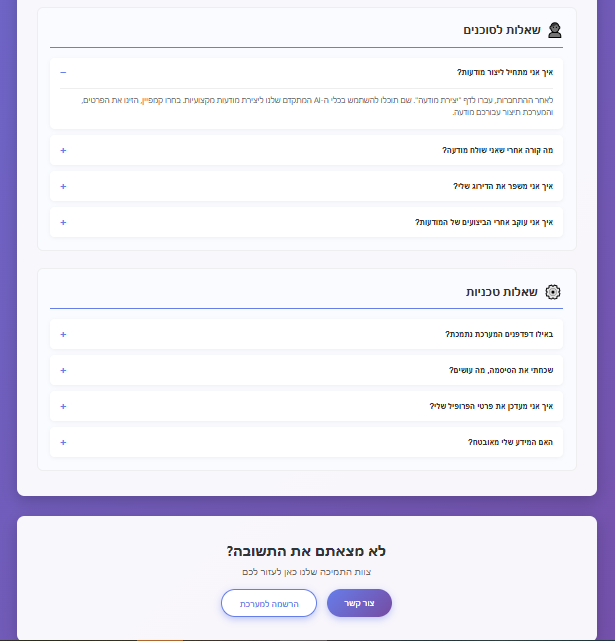 שאלות לסוכנים
איך אני מתחיל ליצור מודעות?
−
לאחר ההתחברות, עברו לדף "יצירת מודעה". שם תוכלו להשתמש בכלי ה-AI המתקדם שלנו ליצירת מודעות מקצועיות. בחרו קמפיין, הזינו את הפרטים,
והמערכת תיצור עבורכם מודעה.
מה קורה אחרי שאני שולח מודעה?
+
איך אני משפר את הדירוג שלי?
+
איך אני עוקב אחרי הביצועים של המודעות?
+
שאלות טכניות
באילו דפדפנים המערכת נתמכת?
+
שכחתי את הסיסמה, מה עושים?
+
איך אני מעדכן את פרטי הפרופיל שלי?
+
האם המידע שלי מאובטח?
+
לא מצאתם את התשובה?
צוות התמיכה שלנו כאן לעזור לכם
צור קשר
הרשמה למערכת